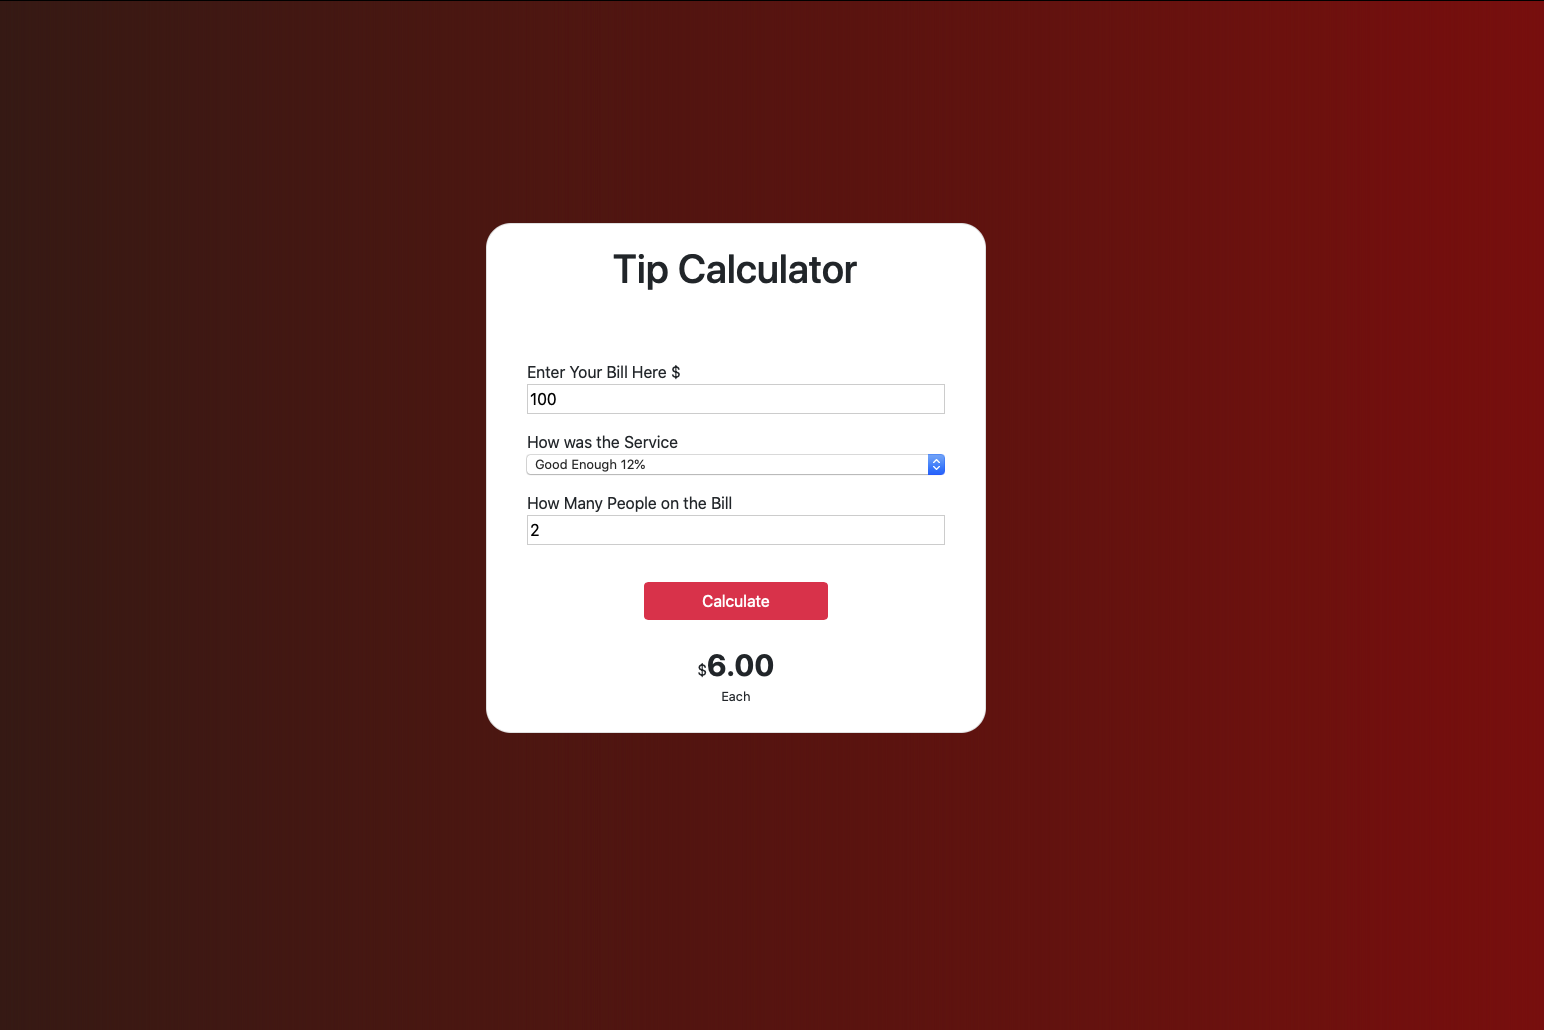 Tip Calculator
Enter Your Bill Here $
100
How was the Service
Good Enough 12%
How Many People on the Bill
2
Calculate
$6.00
Each